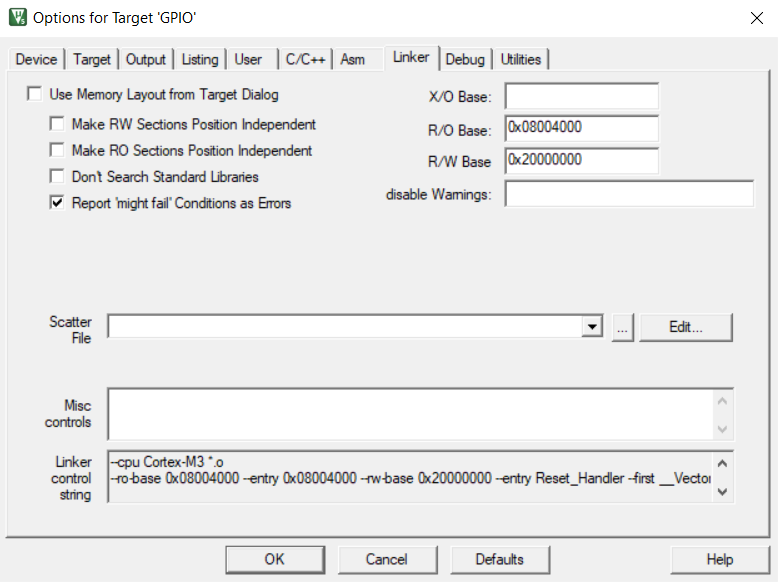 Options for Target 'GPIO'
Device Target Output Listing User C/C++ Asm Linker Debug Utilities
Use Memory Layout from Target Dialog
Make RW Sections Position Independent
Make RO Sections Position Independent
Don't Search Standard Libraries
Report 'might fail' Conditions as Errors
X/O Base:
R/O Base: 0x08004000
R/W Base 0x20000000
disable Warnings:
Scatter
File
...
Edit...
Misc
controls
Linker
control
string
--cpu Cortex-M3 *.o
--ro-base 0x08004000 --entry 0x08004000 --rw-base 0x20000000 --entry Reset_Handler --first __Vector
OK Cancel Defaults Help